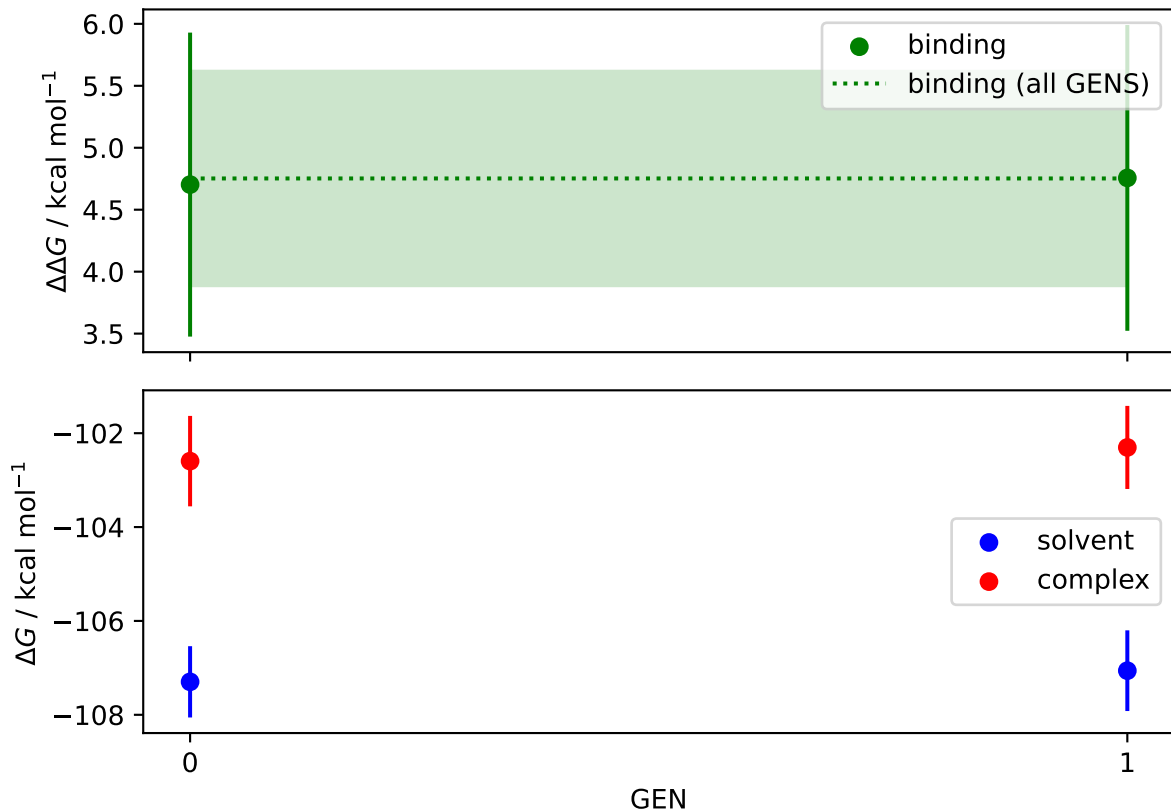 6.0
5.5
5.0
4.5
4.0
3.5
ΔΔG / kcal mol⁻¹
binding
binding (all GENS)
−102
−104
−106
−108
ΔG / kcal mol⁻¹
solvent
complex
0
1
GEN